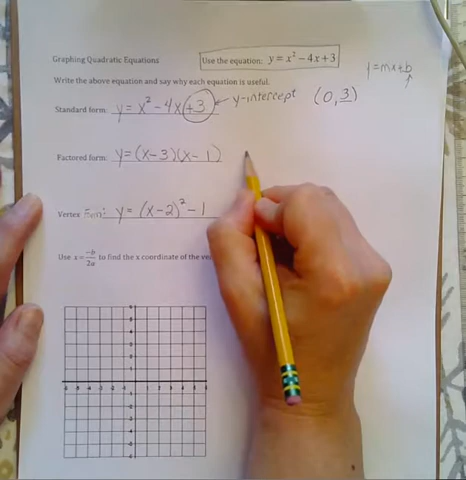 Graphing Quadratic Equations
Use the equation: y = x² − 4x + 3
y = mx + b
Write the above equation and say why each equation is useful.
Standard form: y = x² − 4x + 3 ← y-intercept (0, 3)
Factored form: y = (x − 3)(x − 1)
Vertex Form: y = (x − 2)² − 1
Use x = −b/2a to find the x coordinate of the